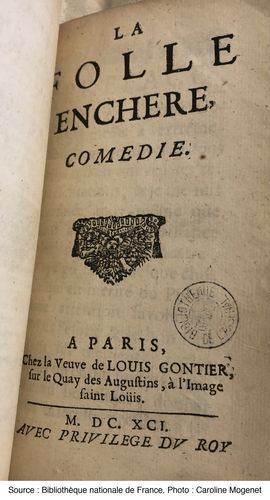 LA
FOLLE
ENCHERE,
COMEDIE.
A PARIS,
Chez la Veuve de LOUIS GONTIER,
sur le Quay des Augustins, à l'Image
saint Loüis.
M. DC. XCI.
AVEC PRIVILEGE DV ROY
Source : Bibliothèque nationale de France. Photo : Caroline Mogenet